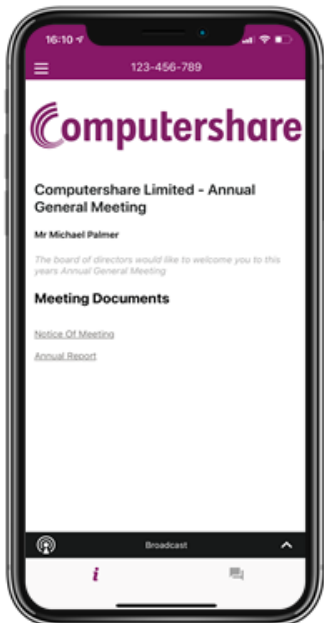 16:10
123-456-789
Computershare
Computershare Limited - Annual
General Meeting
Mr Michael Palmer
The board of directors would like to welcome you to this
years Annual General Meeting
Meeting Documents
Notice Of Meeting
Annual Report
Broadcast
i